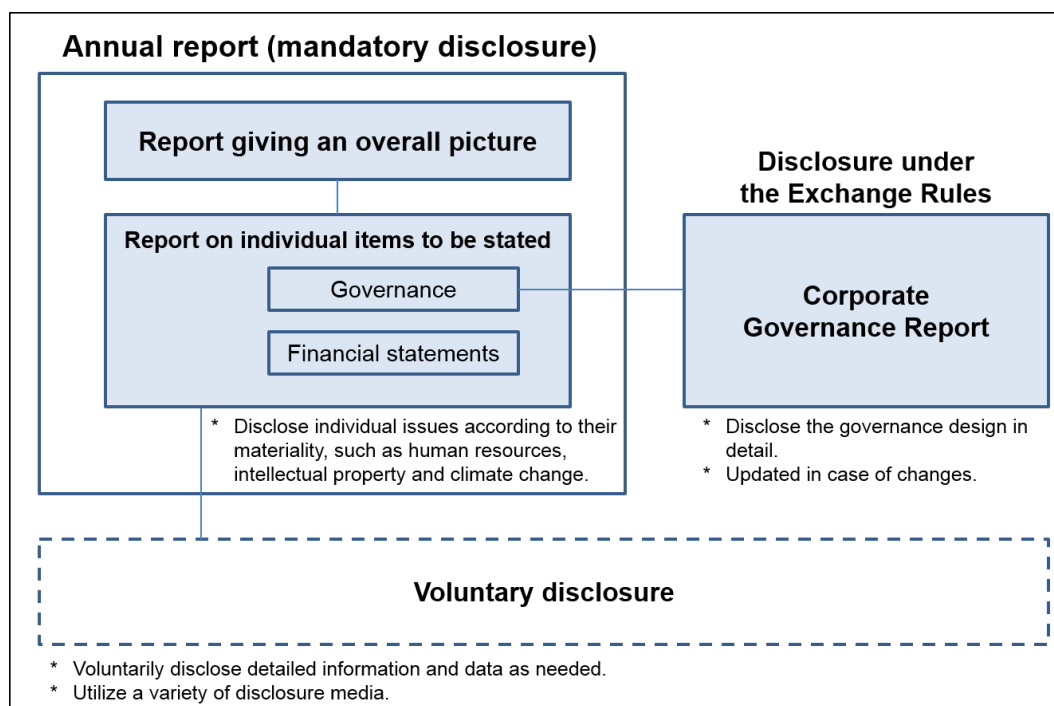 Annual report (mandatory disclosure)
Report giving an overall picture
Report on individual items to be stated
Governance
Financial statements
* Disclose individual issues according to their
materiality, such as human resources,
intellectual property and climate change.
Disclosure under
the Exchange Rules
Corporate
Governance Report
* Disclose the governance design in
detail.
* Updated in case of changes.
Voluntary disclosure
* Voluntarily disclose detailed information and data as needed.
* Utilize a variety of disclosure media.